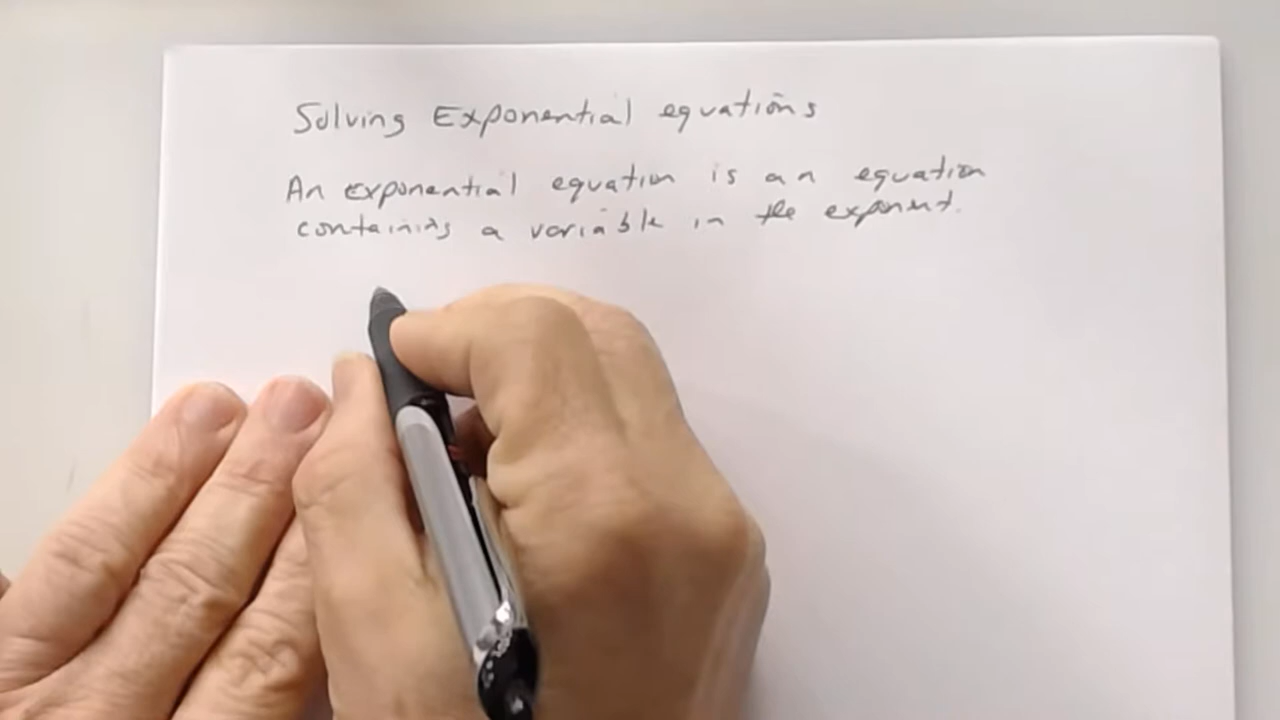 Solving Exponential equations
An exponential equation is an equation
containing a variable in the exponent.